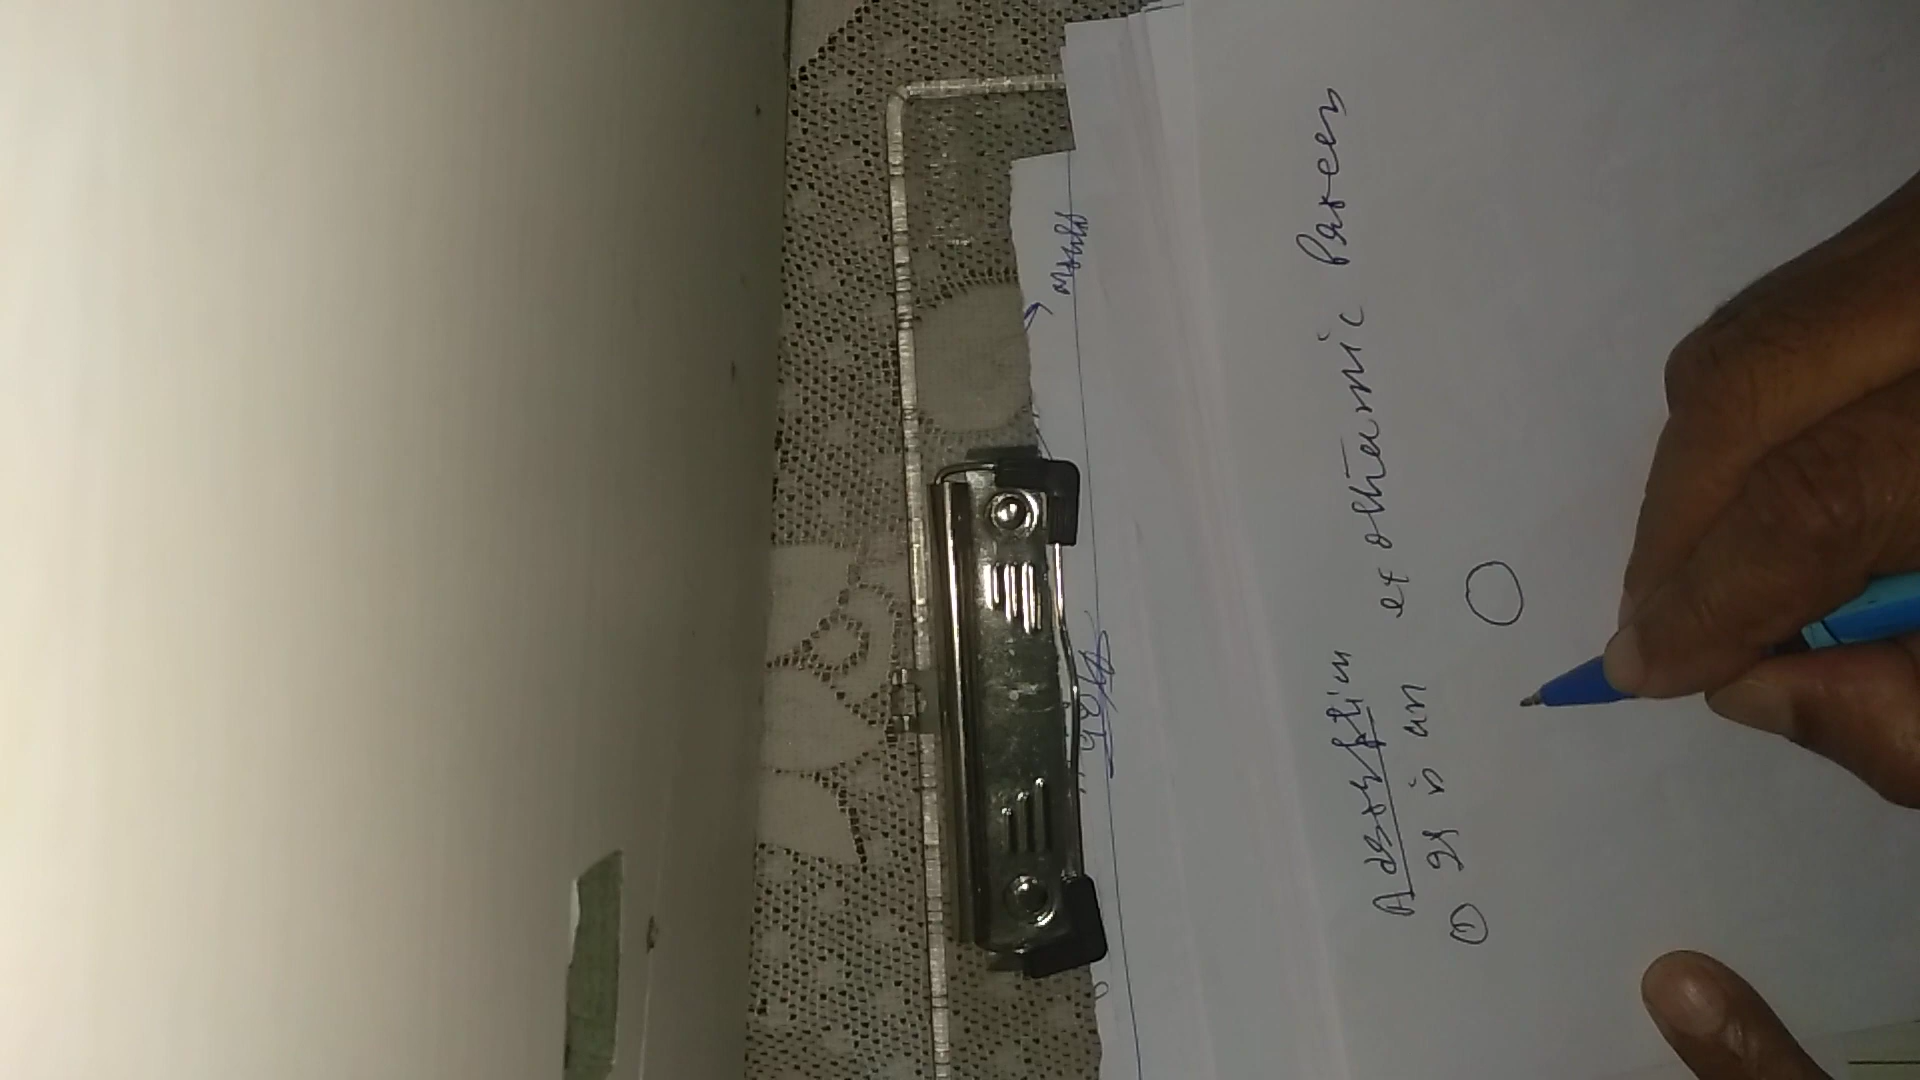 Adsorption
① It is an exothermic Process